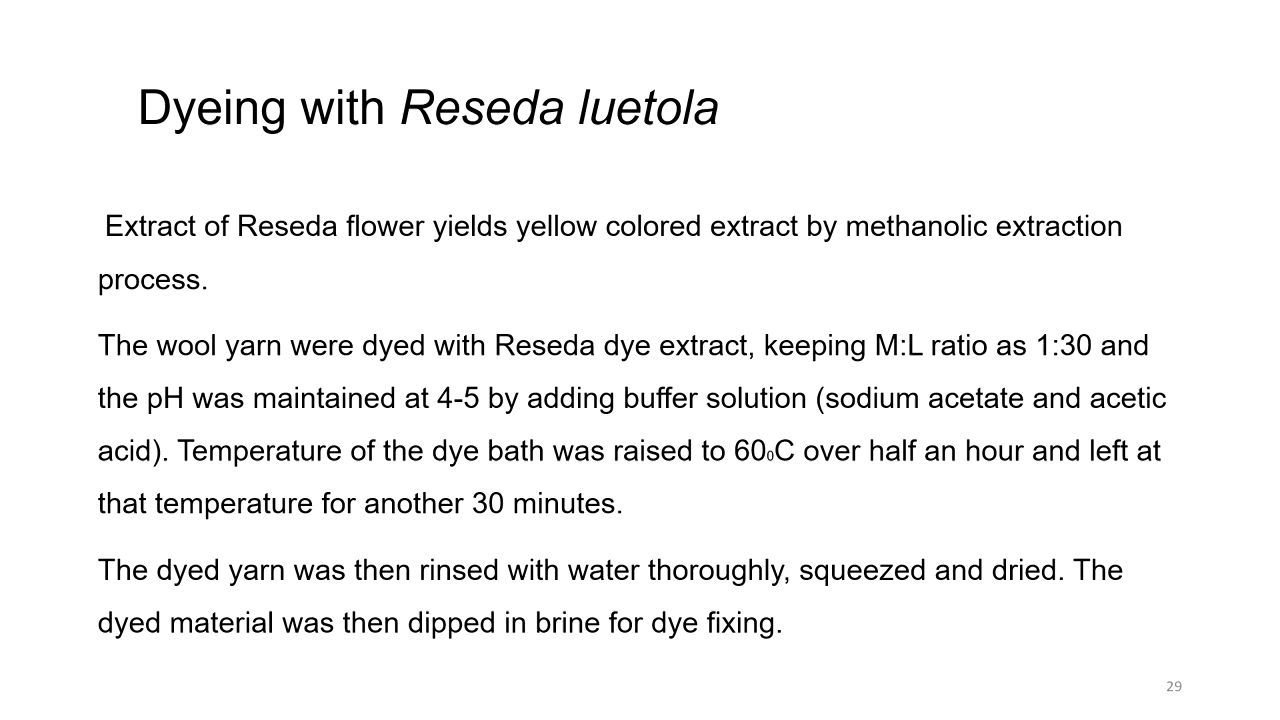 Dyeing with Reseda luetola
Extract of Reseda flower yields yellow colored extract by methanolic extraction
process.
The wool yarn were dyed with Reseda dye extract, keeping M:L ratio as 1:30 and
the pH was maintained at 4-5 by adding buffer solution (sodium acetate and acetic
acid). Temperature of the dye bath was raised to 60₀C over half an hour and left at
that temperature for another 30 minutes.
The dyed yarn was then rinsed with water thoroughly, squeezed and dried. The
dyed material was then dipped in brine for dye fixing.
29